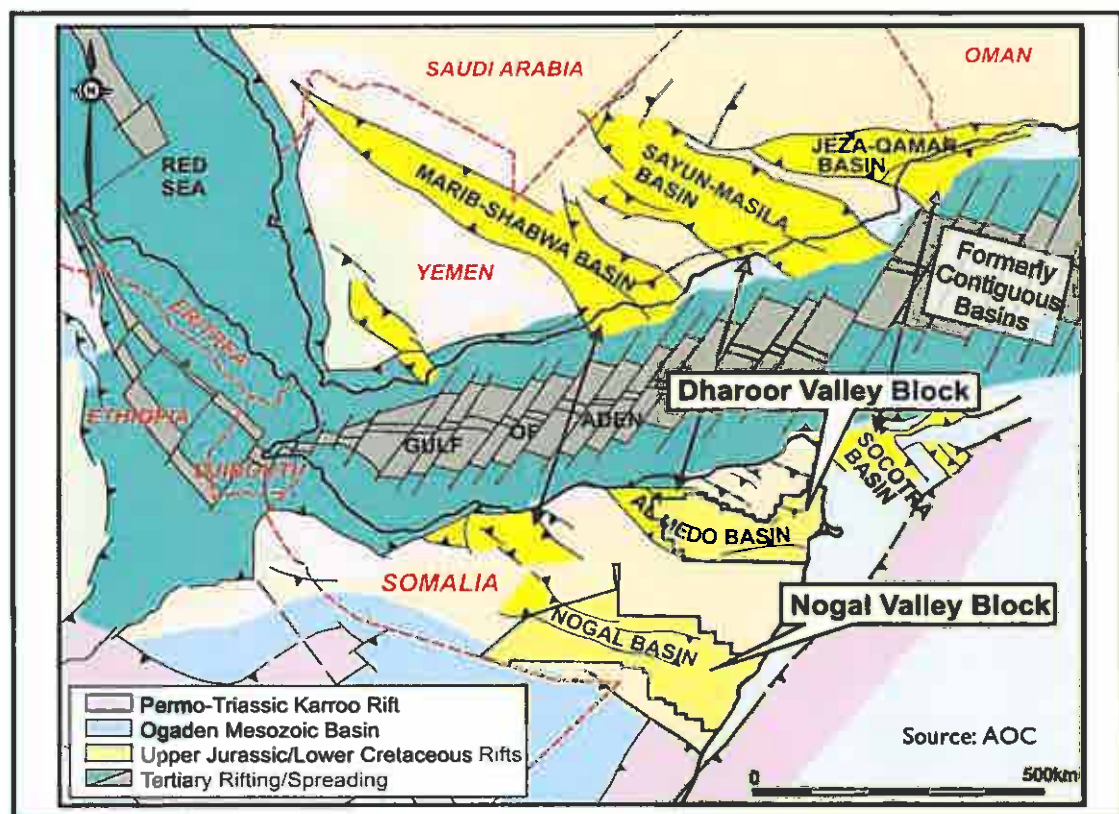 SAUDI ARABIA
OMAN
N
RED
SEA
JEZA-QAMAR
BASIN
SAYUN-MASILA
BASIN
MARIB-SHABWA BASIN
YEMEN
Formerly
Contiguous
Basins
ERITREA
ETHIOPIA
DJIBOUTI
Dharoor Valley Block
GULF OF ADEN
SOCOTRA
BASIN
EDO BASIN
SOMALIA
Nogal Valley Block
NOGAL BASIN
Permo-Triassic Karroo Rift
Ogaden Mesozoic Basin
Upper Jurassic/Lower Cretaceous Rifts
Tertiary Rifting/Spreading
Source: AOC
0
500km